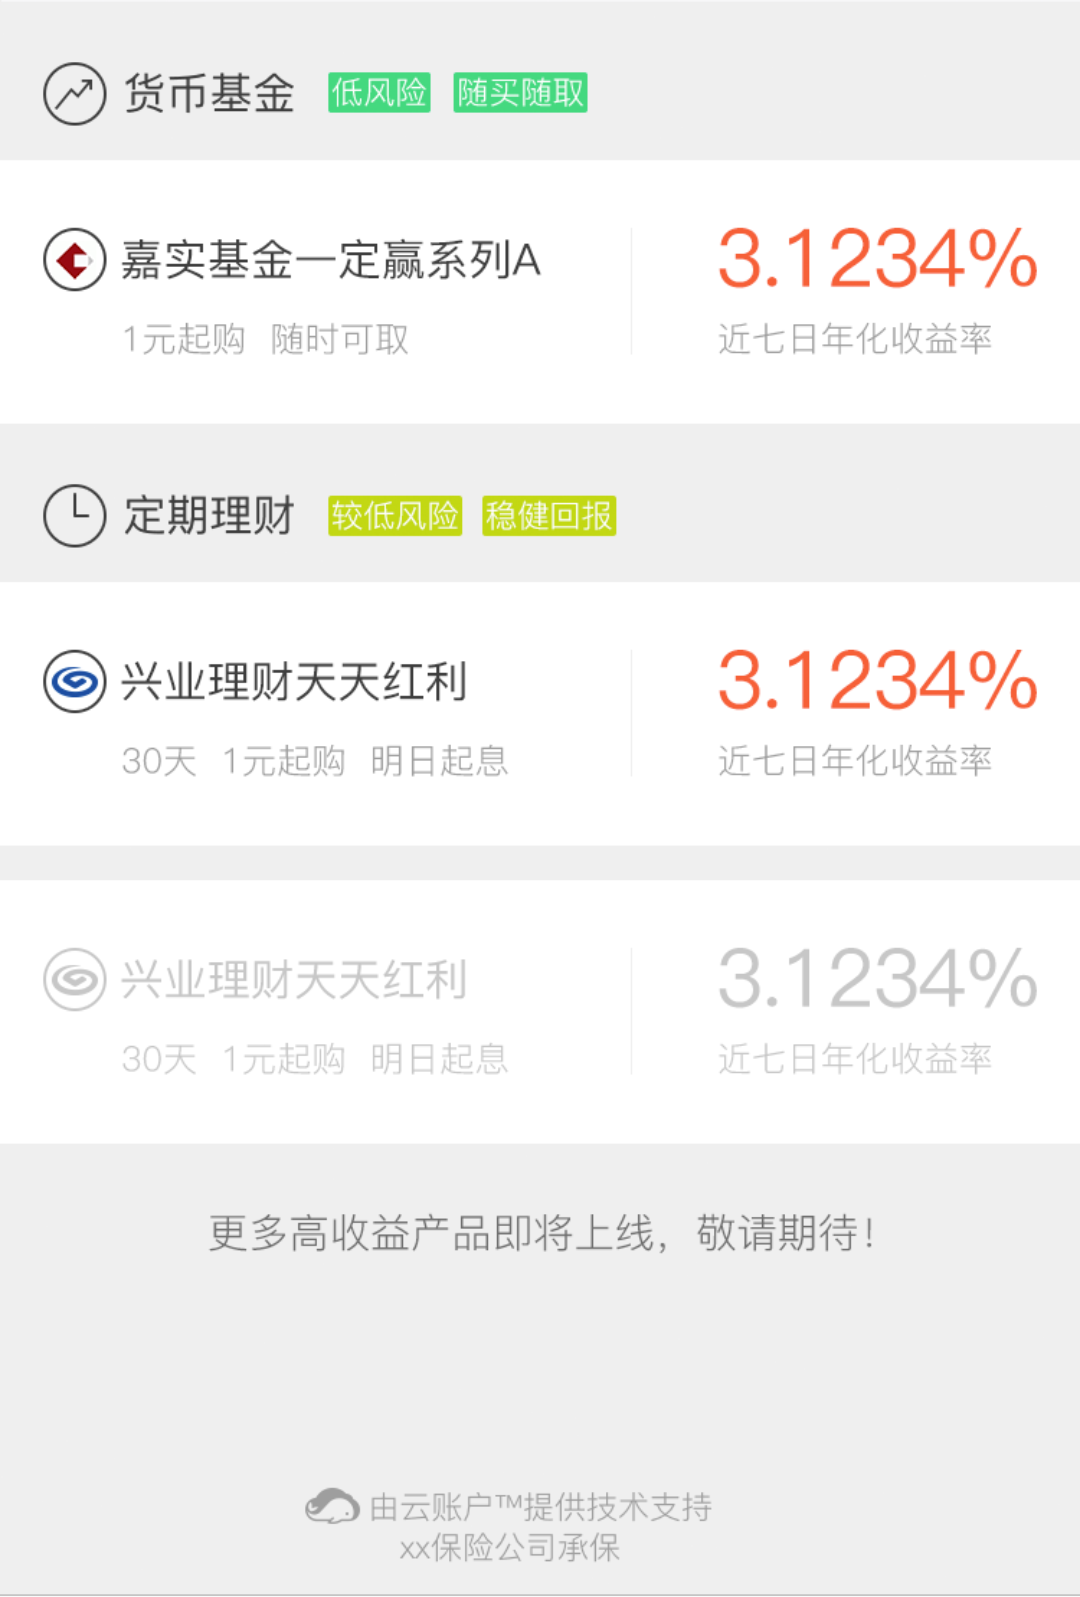 货币基金 低风险 随买随取
嘉实基金一定赢系列A 3.1234%
1元起购 随时可取 近七日年化收益率
定期理财 较低风险 稳健回报
兴业理财天天红利 3.1234%
30天 1元起购 明日起息 近七日年化收益率
兴业理财天天红利 3.1234%
30天 1元起购 明日起息 近七日年化收益率
更多高收益产品即将上线，敬请期待！
由云账户™提供技术支持
xx保险公司承保